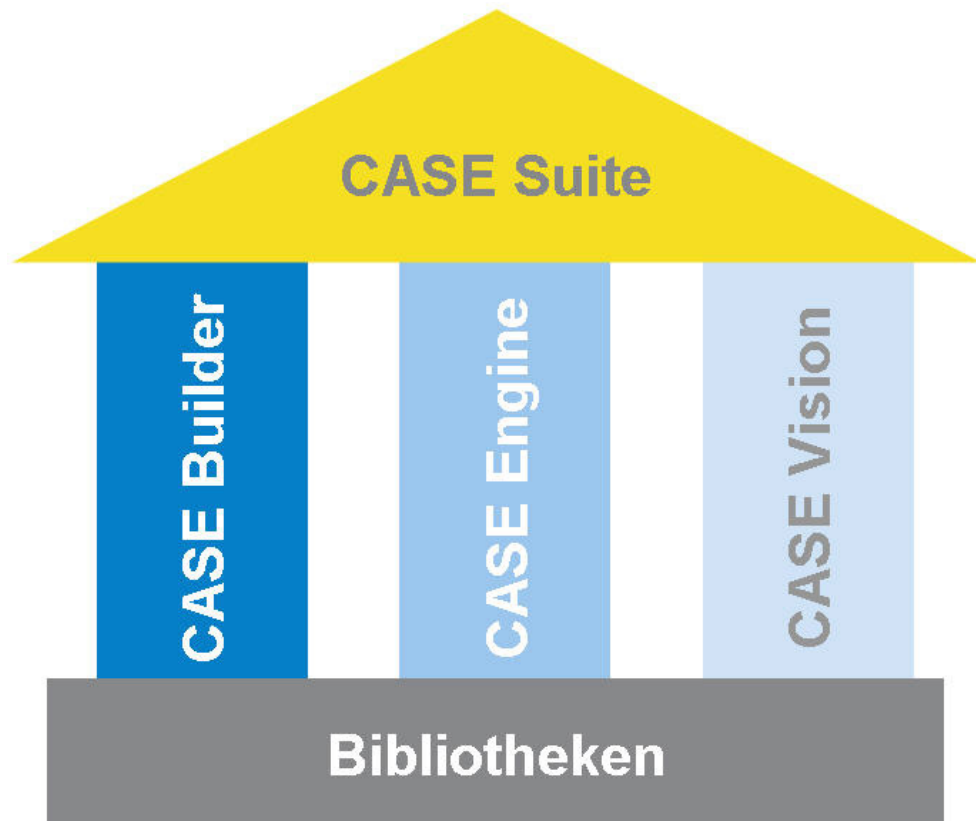 CASE Suite
CASE Builder
CASE Engine
CASE Vision
Bibliotheken